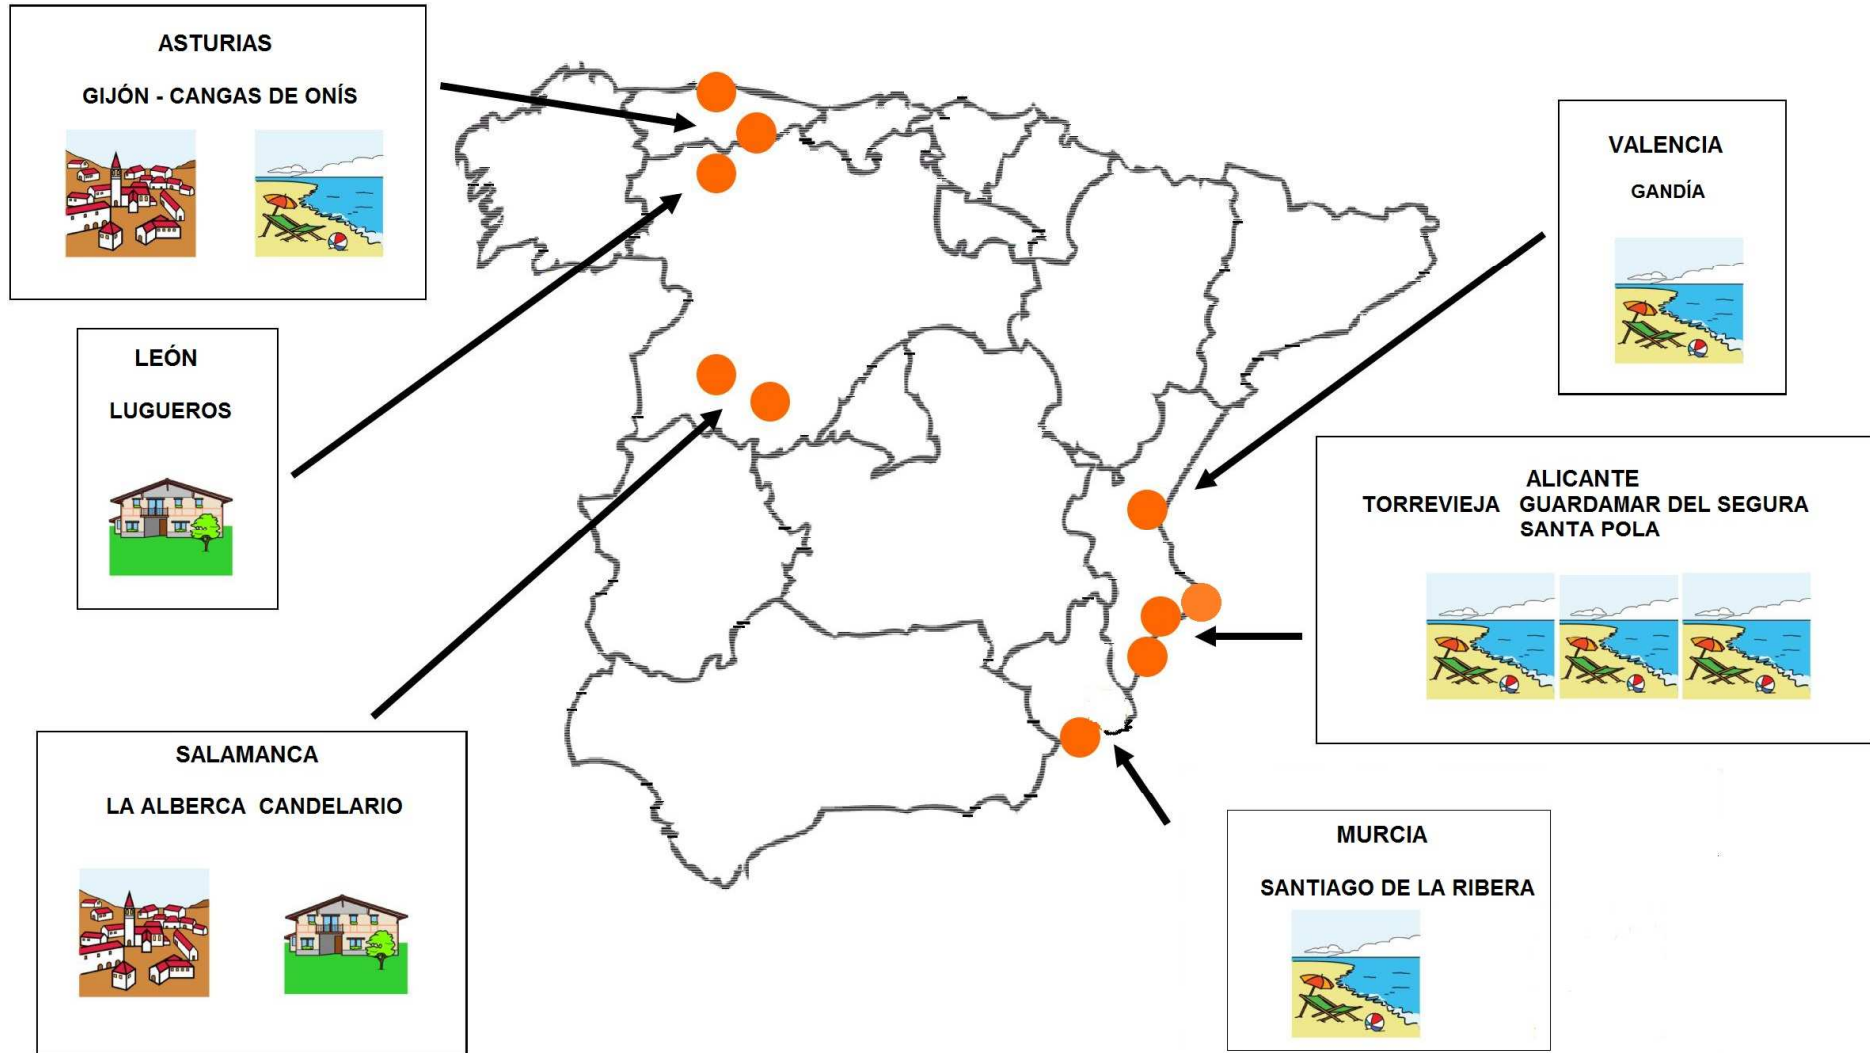 ASTURIAS
GIJÓN - CANGAS DE ONÍS
LEÓN
LUGUEROS
SALAMANCA
LA ALBERCA CANDELARIO
VALENCIA
GANDÍA
ALICANTE
TORREVIEJA GUARDAMAR DEL SEGURA
SANTA POLA
MURCIA
SANTIAGO DE LA RIBERA